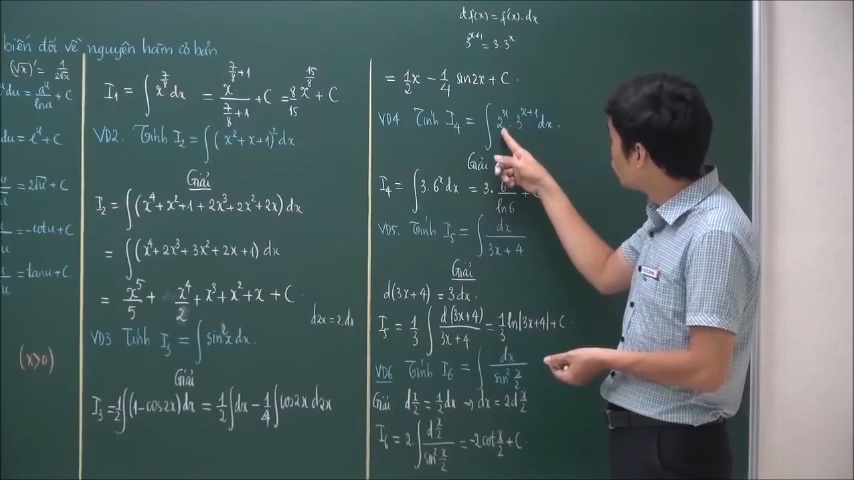 df(x) = f'(x).dx
3^{x+1} = 3.3^x
biến đổi về nguyên hàm cơ bản
(√x)' = 1/(2√x)
du = a^u/lna + C
du = e^u + C
= 2√u + C
= -cotu + C
= tanu + C
(x>0)
I₁ = ∫ x^{7/8} dx = x^{7/8+1}/(7/8+1) + C = 8/15 x^{15/8} + C
VD2. Tính I₂ = ∫ (x² + x + 1)² dx
Giải
I₂ = ∫ (x⁴ + x² + 1 + 2x³ + 2x² + 2x) dx
= ∫ (x⁴ + 2x³ + 3x² + 2x + 1) dx
= x⁵/5 + x⁴/2 + x³ + x² + x + C
d2x = 2.dx
VD3 Tính I₃ = ∫ sin²x dx.
Giải
I₃ = 1/2 ∫ (1 - cos2x) dx = 1/2 ∫ dx - 1/4 ∫ cos2x.d2x
= 1/2 x - 1/4 sin2x + C.
VD4. Tính I₄ = ∫ 2^x.3^{x+1} dx.
Giải
I₄ = ∫ 3.6^x dx = 3. 6^x/ln6 + C
VD5. Tính I₅ = ∫ dx/(3x+4)
Giải
d(3x+4) = 3dx.
I₅ = 1/3 ∫ d(3x+4)/(3x+4) = 1/3 ln|3x+4| + C.
VD6 Tính I₆ = ∫ dx/(sin² x/2)
Giải d x/2 = 1/2 dx → dx = 2d x/2
I₆ = 2. ∫ (d x/2)/(sin² x/2) = -2cot x/2 + C.